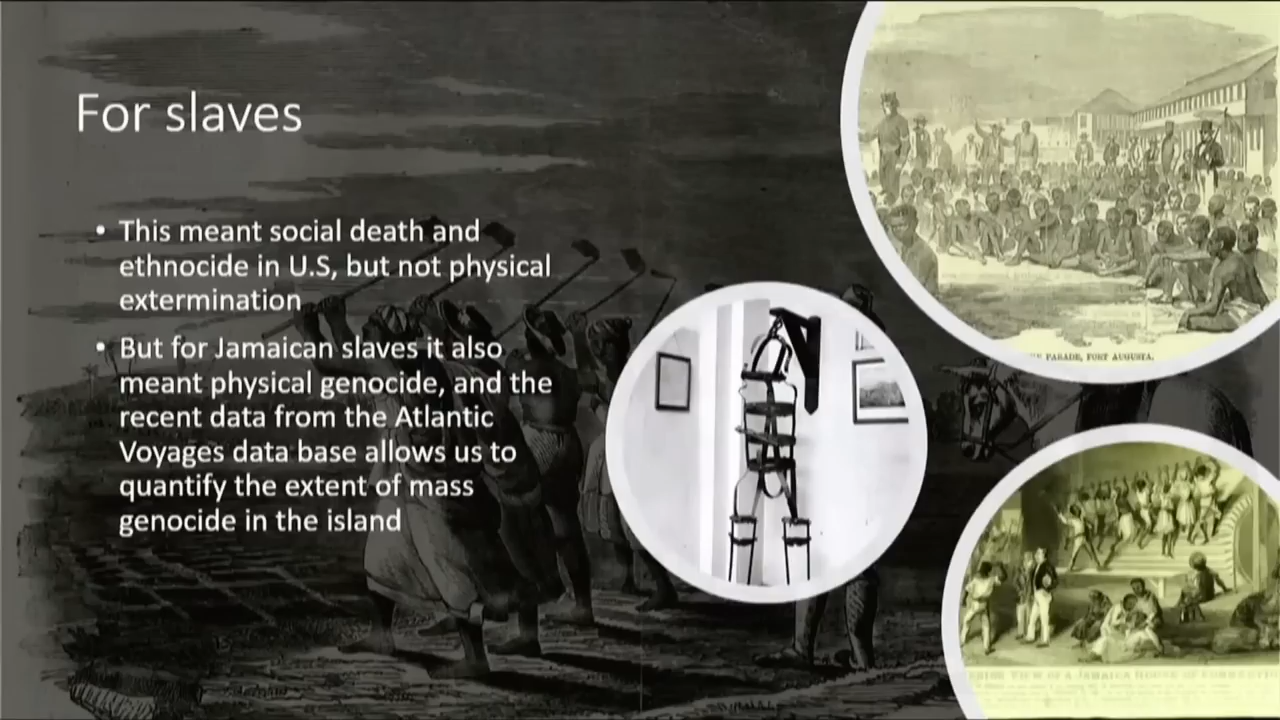 For slaves
• This meant social death and
ethnocide in U.S, but not physical
extermination
• But for Jamaican slaves it also
meant physical genocide, and the
recent data from the Atlantic
Voyages data base allows us to
quantify the extent of mass
genocide in the island
PARADE, FORT AUGUSTA.
VIEW OF A JAMAICA HOUSE OF CORRECTIO